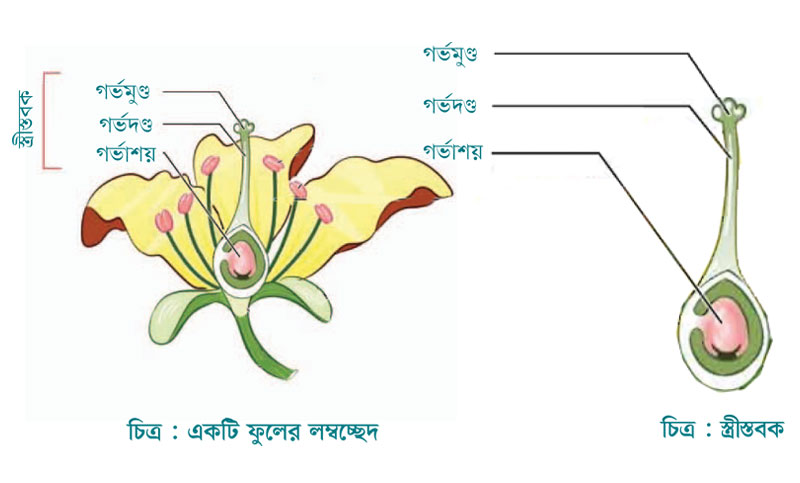 স্ত্রীস্তবক
গর্ভমুণ্ড
গর্ভদণ্ড
গর্ভাশয়
চিত্র : একটি ফুলের লম্বচ্ছেদ
গর্ভমুণ্ড
গর্ভদণ্ড
গর্ভাশয়
চিত্র : স্ত্রীস্তবক